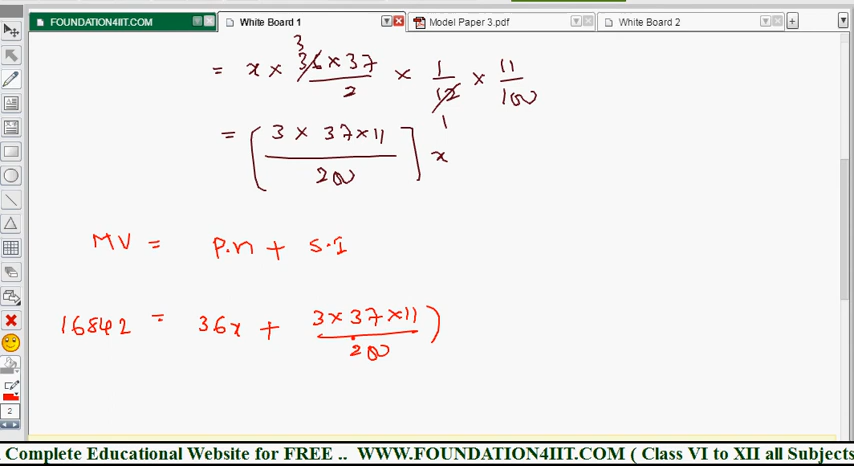 FOUNDATION4IIT.COM White Board 1 Model Paper 3.pdf White Board 2
= x × 36 × 37 / 2 × 1 / 12 × 11 / 100
3
1
= [ 3 × 37 × 11 / 200 ] x
MV = P.n + S.I
16842 = 36x + 3 × 37 × 11 / 200 )
2
Complete Educational Website for FREE .. WWW.FOUNDATION4IIT.COM ( Class VI to XII all Subjects